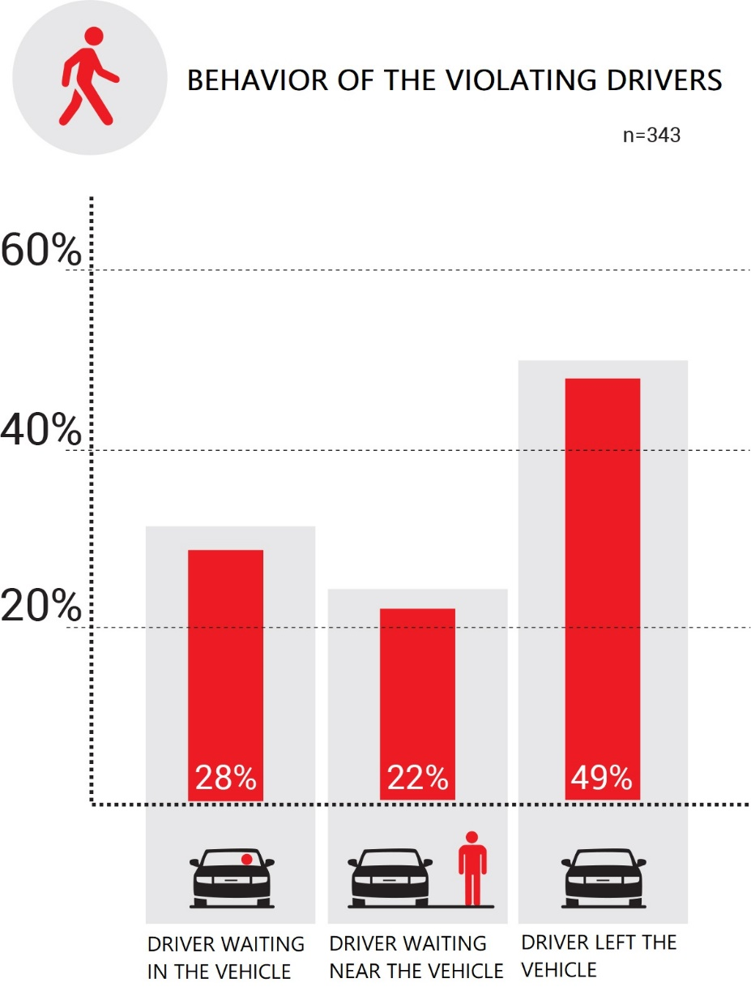 BEHAVIOR OF THE VIOLATING DRIVERS
n=343
60%
40%
20%
28%
22%
49%
DRIVER WAITING
IN THE VEHICLE
DRIVER WAITING
NEAR THE VEHICLE
DRIVER LEFT THE
VEHICLE